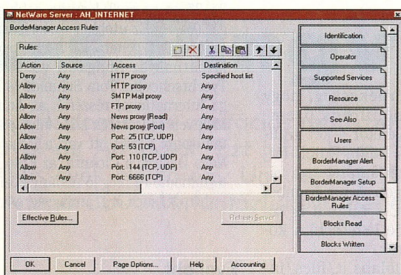 NetWare Server : AH_INTERNET
BorderManager Access Rules
Rules:
Action Source Access Destination
Deny Any HTTP proxy Specified host list
Allow Any HTTP proxy Any
Allow Any SMTP Mail proxy Any
Allow Any FTP proxy Any
Allow Any News proxy (Read) Any
Allow Any News proxy (Post) Any
Allow Any Port: 25 (TCP, UDP) Any
Allow Any Port: 53 (TCP) Any
Allow Any Port: 110 (TCP, UDP) Any
Allow Any Port: 144 (TCP, UDP) Any
Allow Any Port: 6666 (TCP) Any
Effective Rules...
Refresh Server
OK
Cancel
Page Options...
Help
Accounting
Identification
Operator
Supported Services
Resource
See Also
Users
BorderManager Alert
BorderManager Setup
BorderManager Access
Rules
Blocks Read
Blocks Written